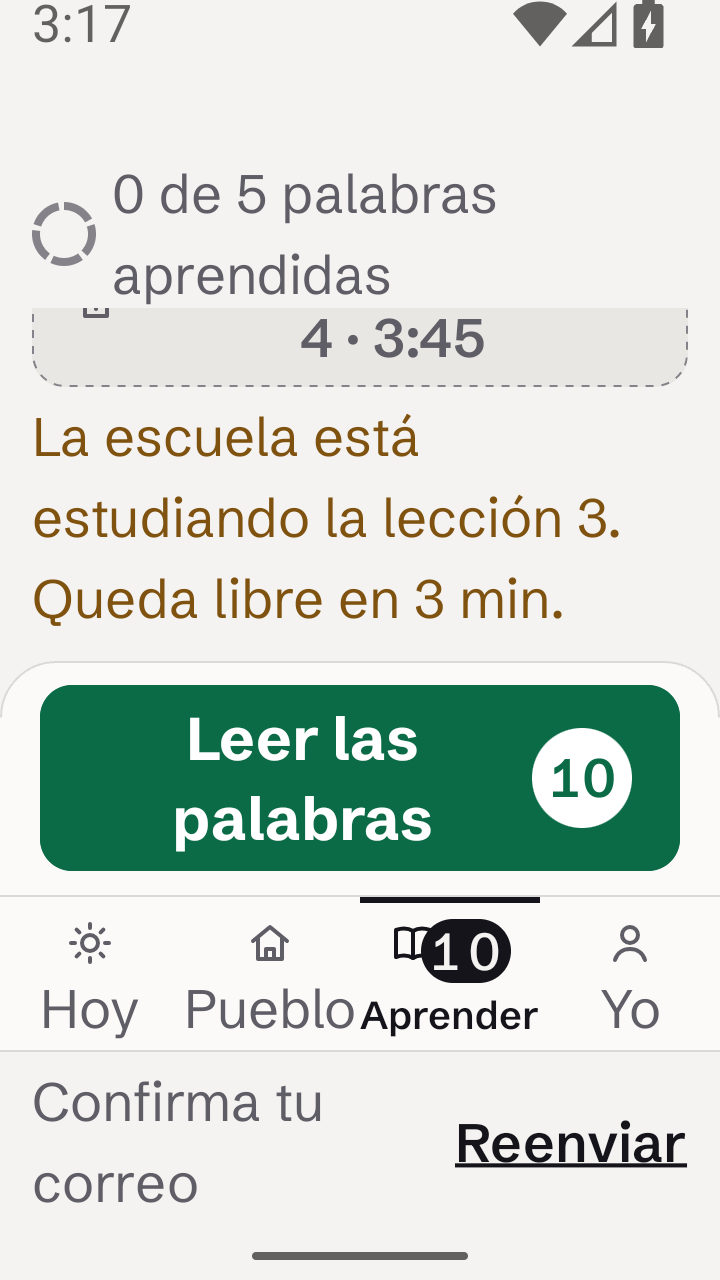 3:17
0 de 5 palabras
aprendidas
4 · 3:45
La escuela está
estudiando la lección 3.
Queda libre en 3 min.
Leer las
palabras
10
10
Hoy
Pueblo
Aprender
Yo
Confirma tu
correo
Reenviar